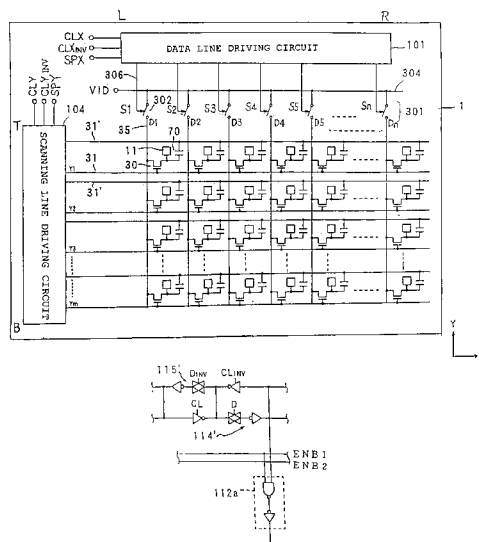 L R
CLX
CLXINV
SPX
DATA LINE DRIVING CIRCUIT
101
CLY
CLYINV
SPY
306
VID
304
S1 302 S2 S3 S4 S5 Sn
301
1
104
T
35 D1 D2 D3 D4 D5 Dn
31' 11 70
31 30
Y1
31'
SCANNING LINE DRIVING CIRCUIT
Y2
Y3
Ym
B
Y
X
115' DINV CLINV
CL D
114'
ENB1
ENB2
112a